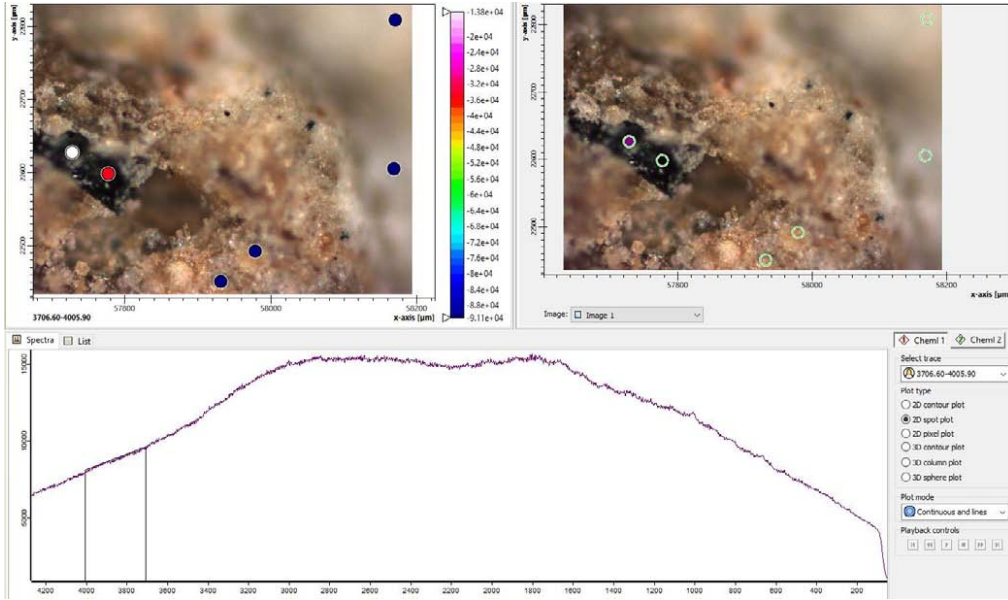 y-axis [µm]
22800
22700
22600
22500
57800
58000
58200
3706.60-4005.90
x-axis [µm]
-1.38e+04
-2e+04
-2.4e+04
-2.8e+04
-3.2e+04
-3.6e+04
-4e+04
-4.4e+04
-4.8e+04
-5.2e+04
-5.6e+04
-6e+04
-6.4e+04
-6.8e+04
-7.2e+04
-7.6e+04
-8e+04
-8.4e+04
-8.8e+04
-9.11e+04
y-axis [µm]
22800
22700
22600
22500
57800
58000
58200
x-axis [µm]
Image: Image 1
Spectra List
15000
10000
5000
4200 4000 3800 3600 3400 3200 3000 2800 2600 2400 2200 2000 1800 1600 1400 1200 1000 800 600 400 200
ChemI 1 ChemI 2
Select trace
3706.60-4005.90
Plot type
2D contour plot
2D spot plot
2D pixel plot
3D contour plot
3D column plot
3D sphere plot
Plot mode
Continuous and lines
Playback controls